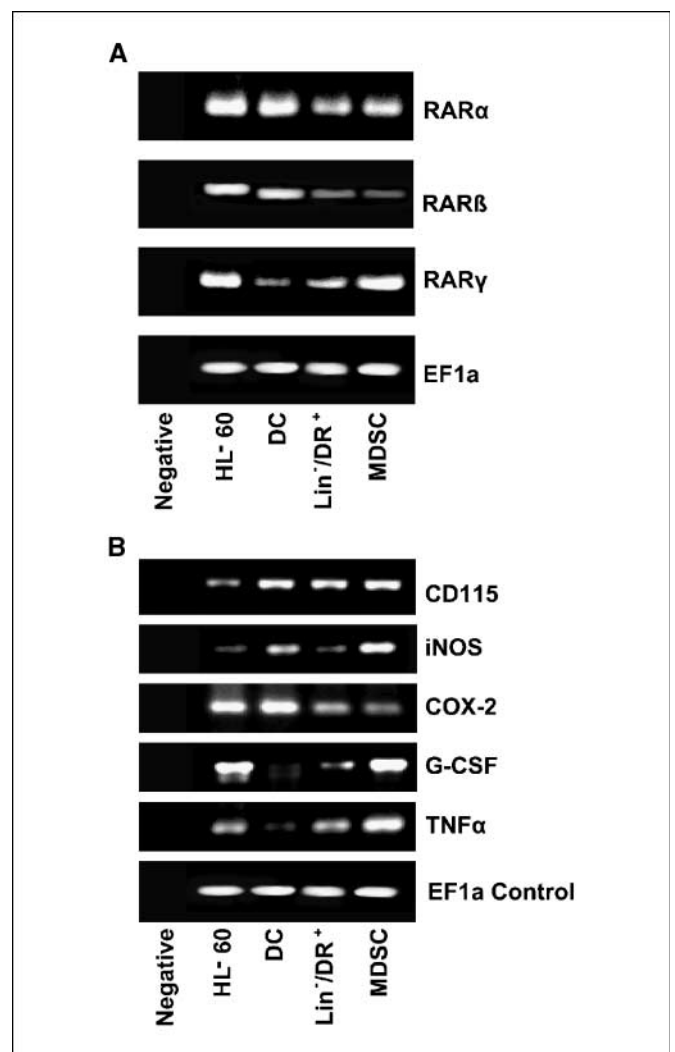 A
RARα
RARß
RARγ
EF1a
Negative
HL- 60
DC
Lin⁻/DR⁺
MDSC
B
CD115
iNOS
COX-2
G-CSF
TNFα
EF1a Control
Negative
HL- 60
DC
Lin⁻/DR⁺
MDSC